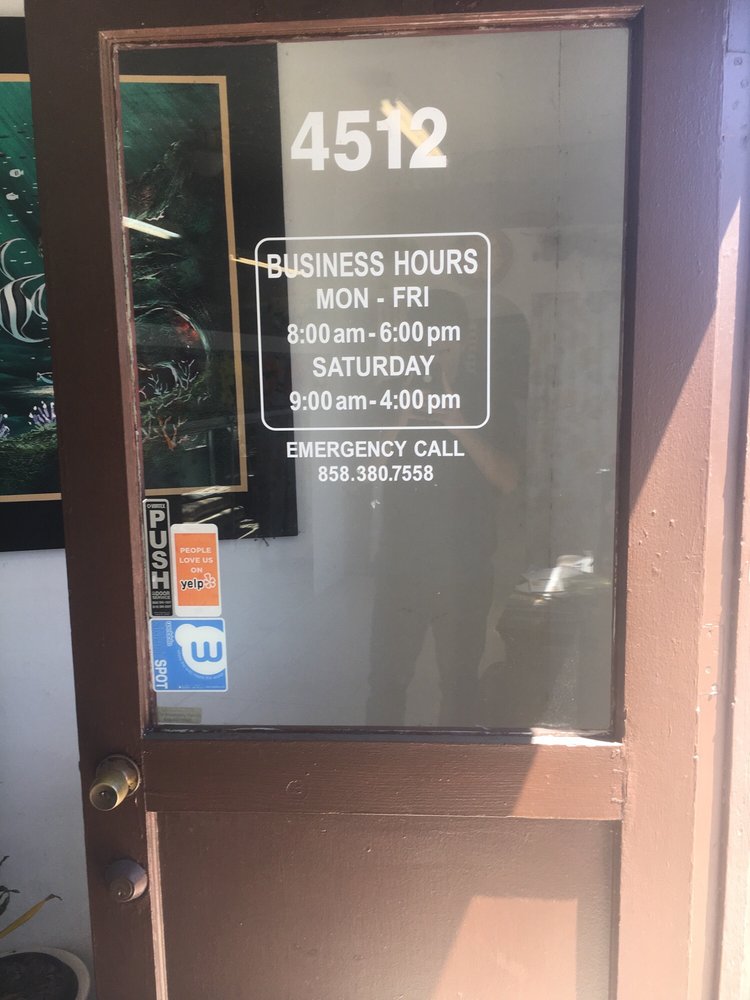 4512
BUSINESS HOURS
MON - FRI
8:00 am - 6:00 pm
SATURDAY
9:00 am - 4:00 pm
EMERGENCY CALL
858.380.7558
PUSH
PEOPLE
LOVE US
ON
yelp
SPOT